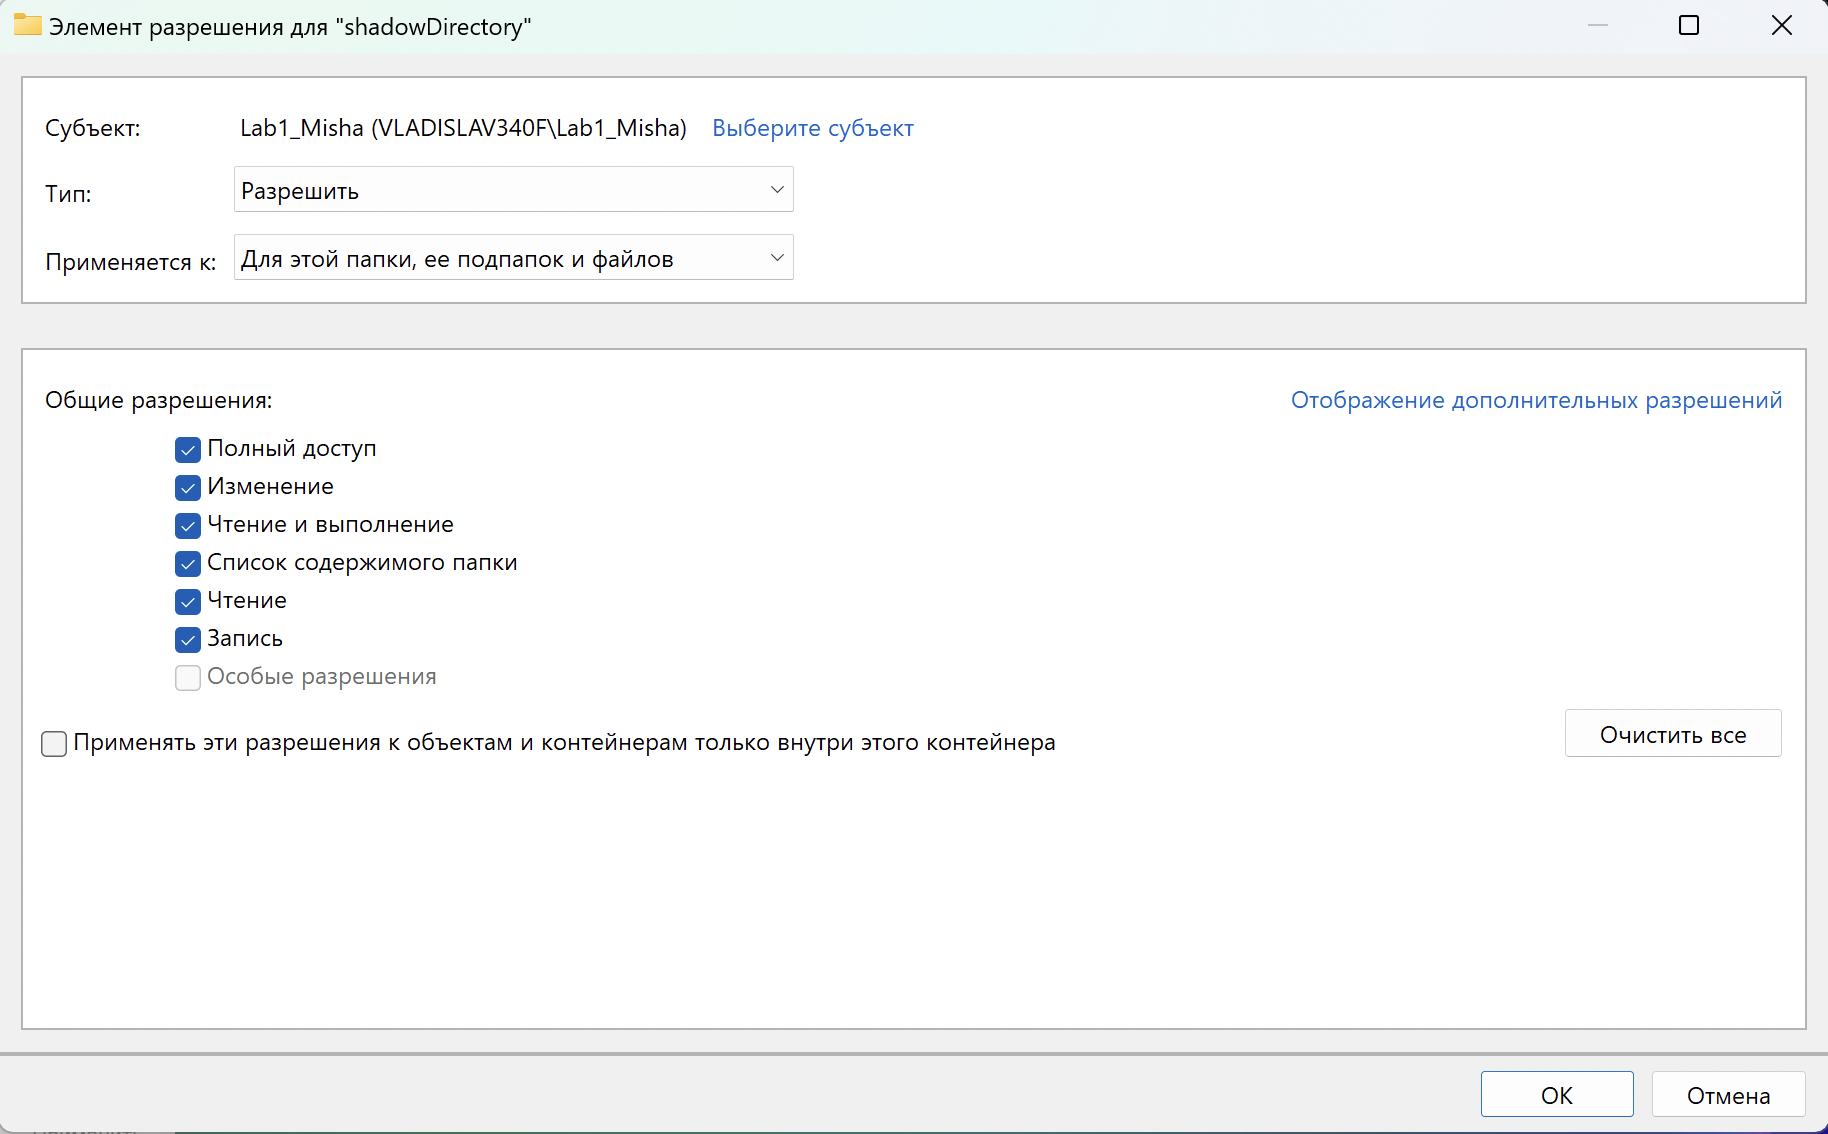 Элемент разрешения для "shadowDirectory"
Субъект: Lab1_Misha (VLADISLAV340F\Lab1_Misha) Выберите субъект
Тип: Разрешить
Применяется к: Для этой папки, ее подпапок и файлов
Общие разрешения: Отображение дополнительных разрешений
Полный доступ
Изменение
Чтение и выполнение
Список содержимого папки
Чтение
Запись
Особые разрешения
Применять эти разрешения к объектам и контейнерам только внутри этого контейнера
Очистить все
ОК Отмена